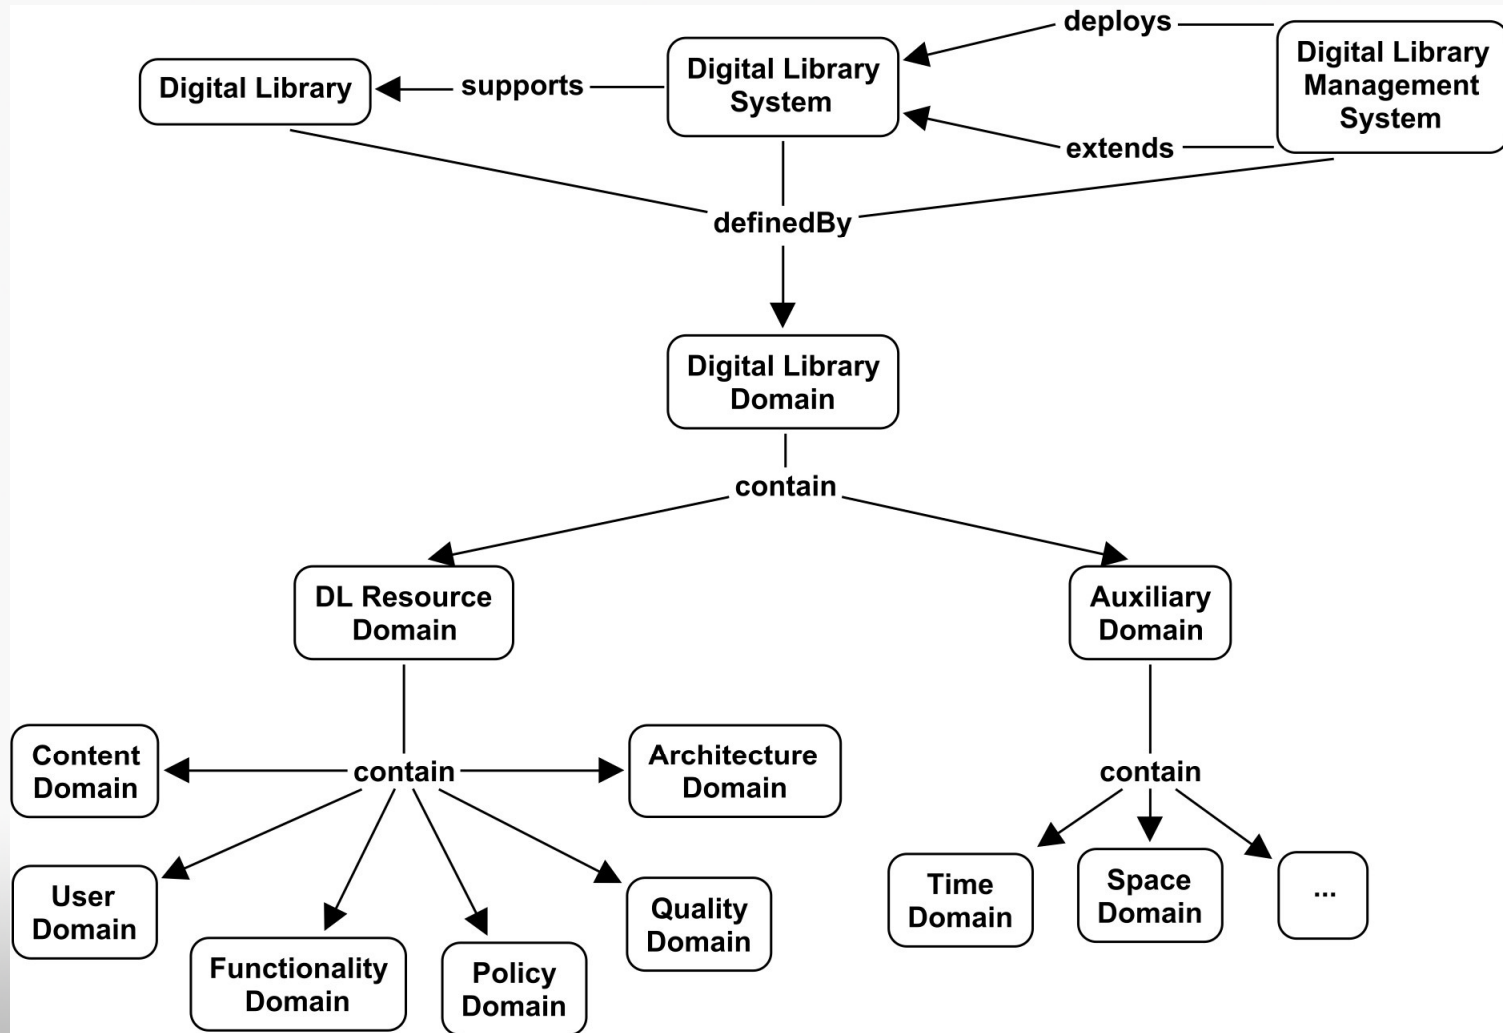 deploys
Digital Library
Management
System
Digital Library
System
Digital Library
supports
extends
definedBy
Digital Library
Domain
contain
DL Resource
Domain
Auxiliary
Domain
Content
Domain
contain
Architecture
Domain
contain
User
Domain
Functionality
Domain
Policy
Domain
Quality
Domain
Time
Domain
Space
Domain
...